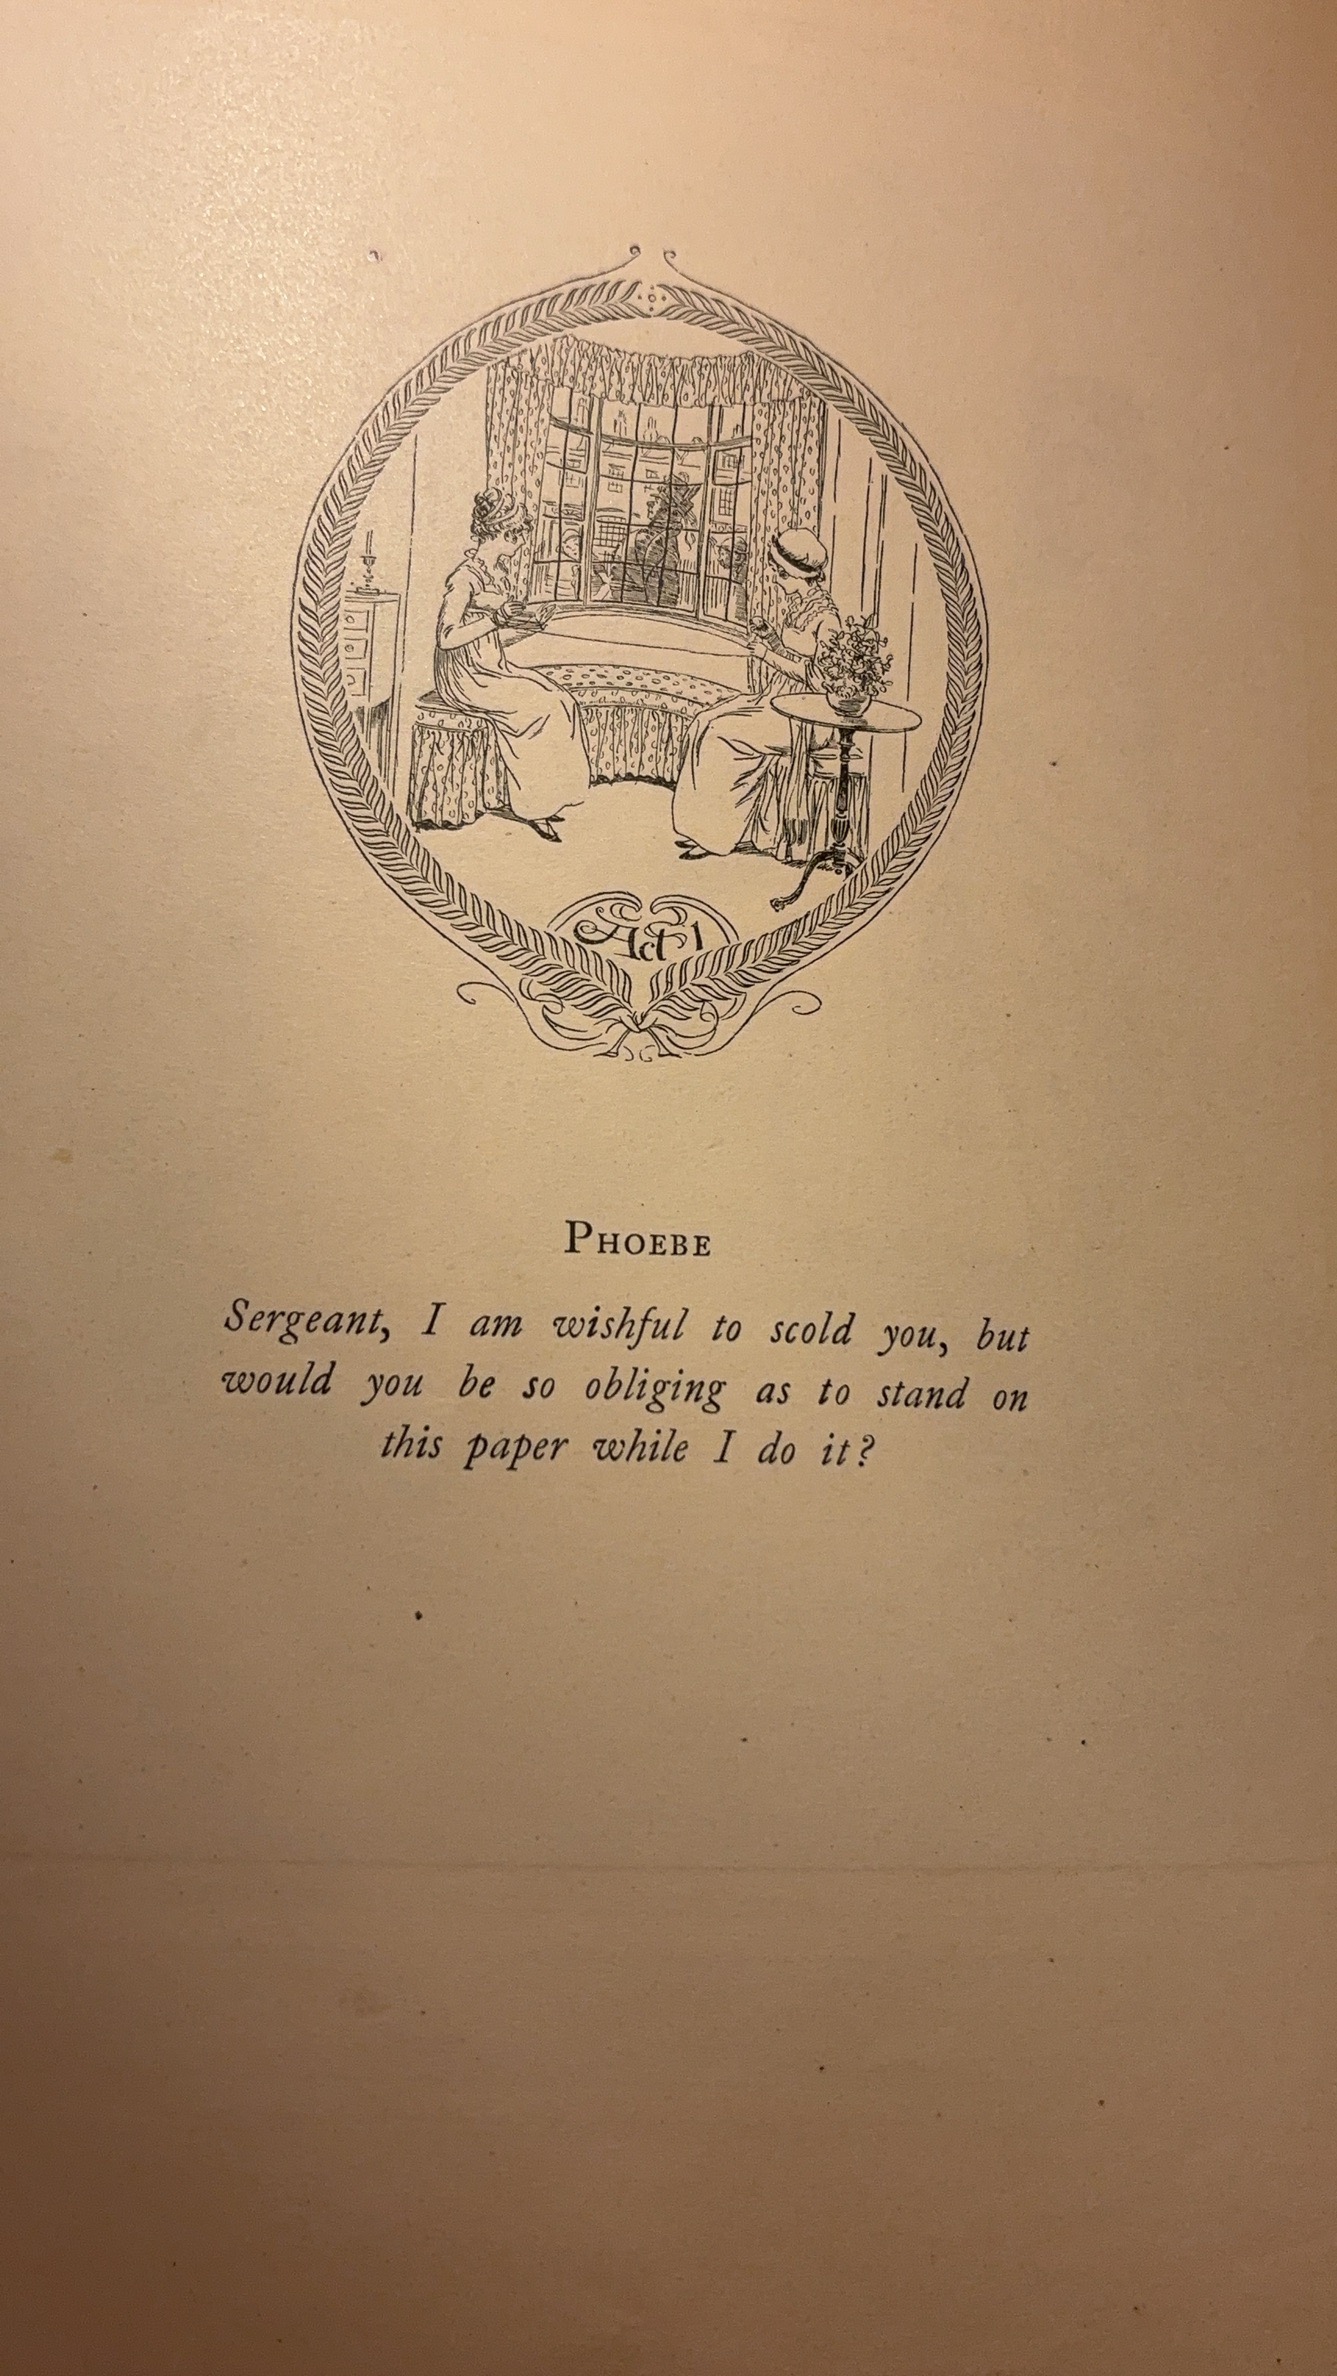 Act 1
PHOEBE
Sergeant, I am wishful to scold you, but
would you be so obliging as to stand on
this paper while I do it?